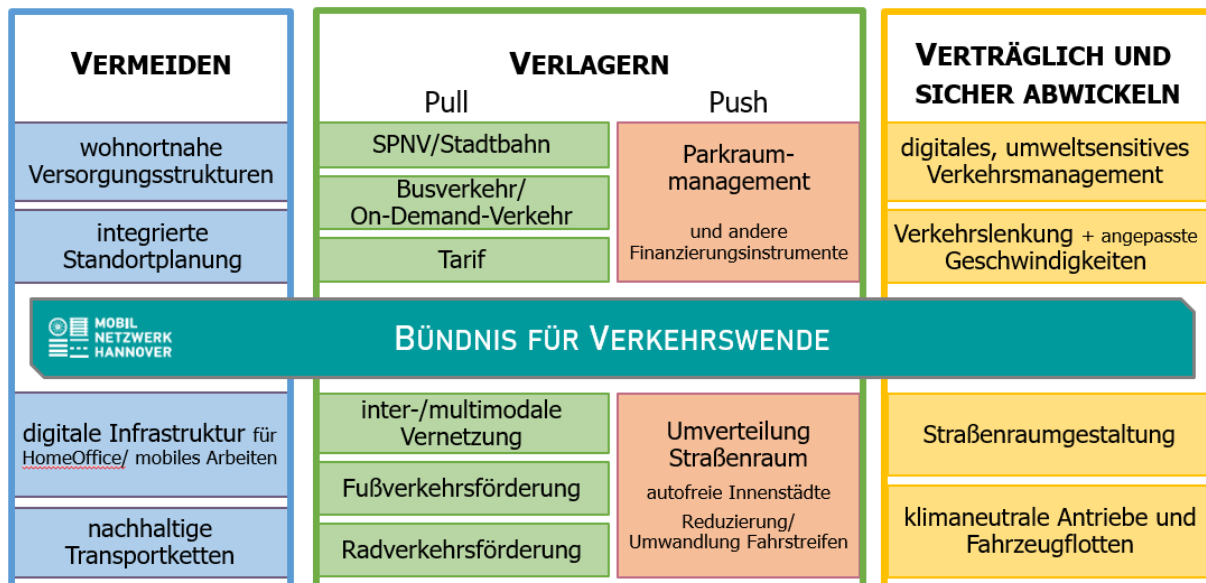 VERMEIDEN
wohnortnahe
Versorgungsstrukturen
integrierte
Standortplanung
VERLAGERN
Pull
SPNV/Stadtbahn
Busverkehr/
On-Demand-Verkehr
Tarif
Push
Parkraum-
management
und andere
Finanzierungsinstrumente
VERTRÄGLICH UND
SICHER ABWICKELN
digitales, umweltsensitives
Verkehrsmanagement
Verkehrslenkung + angepasste
Geschwindigkeiten
MOBIL
NETZWERK
HANNOVER
BÜNDNIS FÜR VERKEHRSWENDE
digitale Infrastruktur für
HomeOffice/ mobiles Arbeiten
nachhaltige
Transportketten
inter-/multimodale
Vernetzung
Fußverkehrsförderung
Radverkehrsförderung
Umverteilung
Straßenraum
autofreie Innenstädte
Reduzierung/
Umwandlung Fahrstreifen
Straßenraumgestaltung
klimaneutrale Antriebe und
Fahrzeugflotten